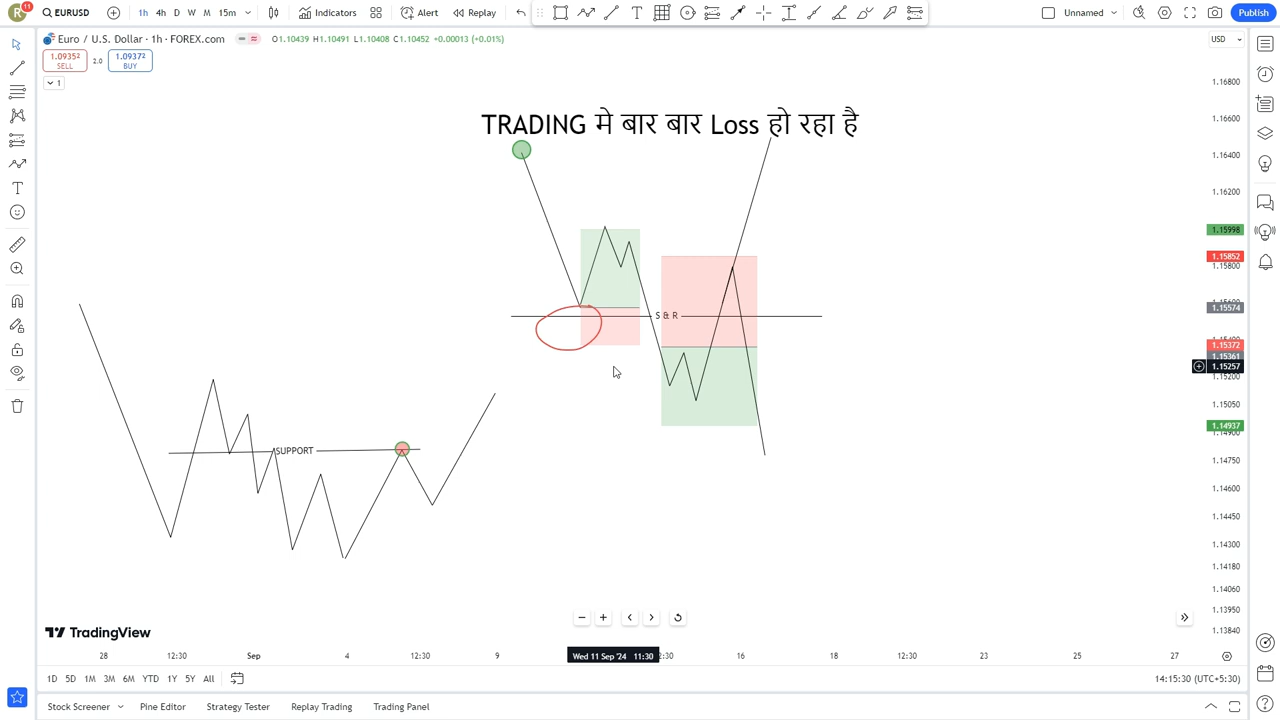 R 11 EURUSD 1h 4h D W M 15m Indicators Alert Replay Unnamed Publish
Euro / U.S. Dollar · 1h · FOREX.com O1.10439 H1.10491 L1.10408 C1.10452 +0.00013 (+0.01%) USD
1.09352 SELL 2.0 1.09372 BUY
1
TRADING मे बार बार Loss हो रहा है
S & R
SUPPORT
1.16800
1.16600
1.16400
1.16200
1.15998
1.15852
1.15800
1.15574
1.15372
1.15361
1.15257
1.15200
1.15050
1.14937
1.14750
1.14600
1.14450
1.14300
1.14180
1.14060
1.13950
1.13840
TradingView
28 12:30 Sep 4 12:30 9 Wed 11 Sep '24 11:30 2:30 16 18 12:30 23 25 27
1D 5D 1M 3M 6M YTD 1Y 5Y All 14:15:30 (UTC+5:30)
Stock Screener Pine Editor Strategy Tester Replay Trading Trading Panel